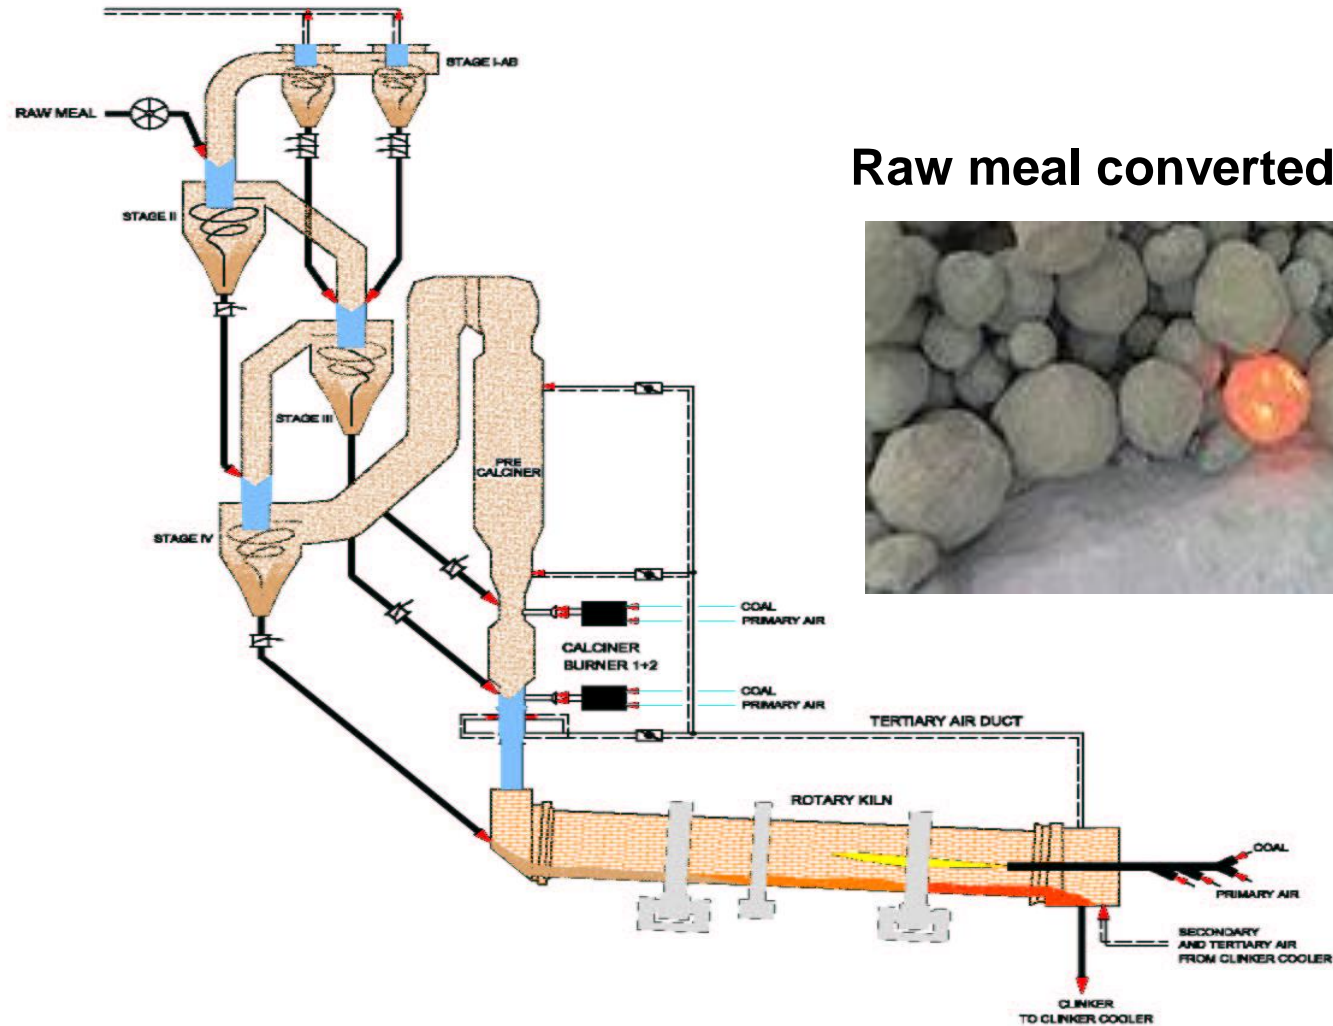 STAGE I-AB
RAW MEAL
Raw meal converted
STAGE II
STAGE III
PRE
CALCINER
STAGE IV
COAL
PRIMARY AIR
CALCINER
BURNER 1+2
COAL
PRIMARY AIR
TERTIARY AIR DUCT
ROTARY KILN
COAL
PRIMARY AIR
SECONDARY
AND TERTIARY AIR
FROM CLINKER COOLER
CLINKER
TO CLINKER COOLER